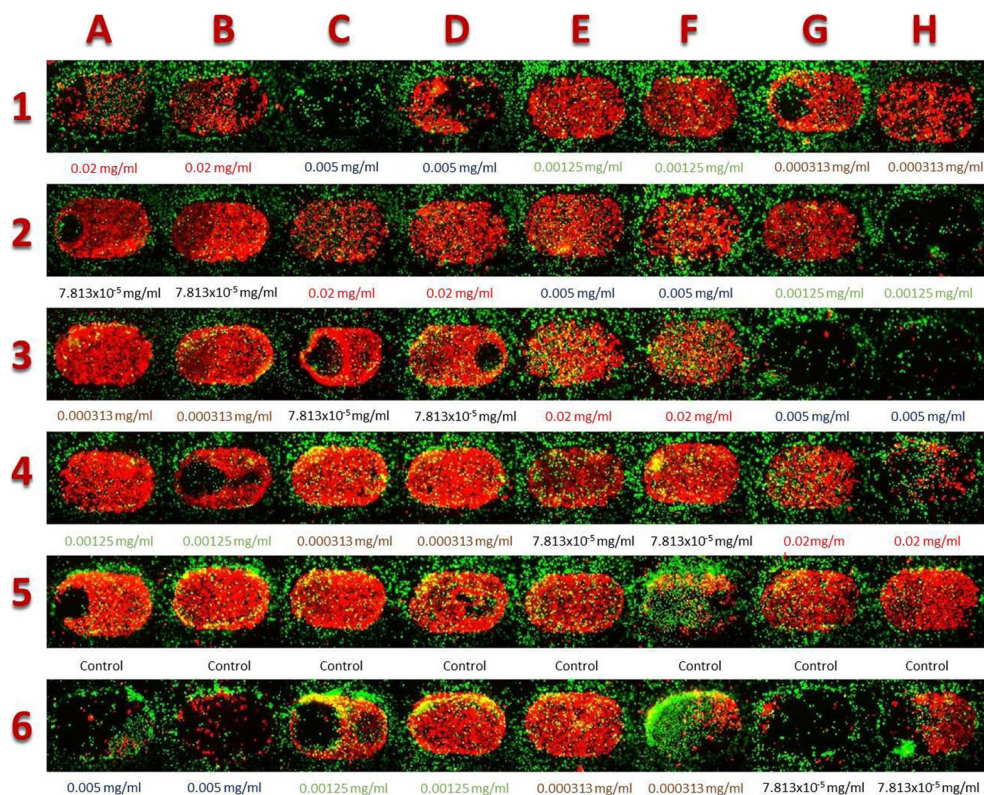 A B C D E F G H
1
0.02 mg/ml 0.02 mg/ml 0.005 mg/ml 0.005 mg/ml 0.00125 mg/ml 0.00125 mg/ml 0.000313 mg/ml 0.000313 mg/ml
2
7.813x10⁻⁵ mg/ml 7.813x10⁻⁵ mg/ml 0.02 mg/ml 0.02 mg/ml 0.005 mg/ml 0.005 mg/ml 0.00125 mg/ml 0.00125 mg/ml
3
0.000313 mg/ml 0.000313 mg/ml 7.813x10⁻⁵ mg/ml 7.813x10⁻⁵ mg/ml 0.02 mg/ml 0.02 mg/ml 0.005 mg/ml 0.005 mg/ml
4
0.00125 mg/ml 0.00125 mg/ml 0.000313 mg/ml 0.000313 mg/ml 7.813x10⁻⁵ mg/ml 7.813x10⁻⁵ mg/ml 0.02mg/m 0.02 mg/ml
5
Control Control Control Control Control Control Control Control
6
0.005 mg/ml 0.005 mg/ml 0.00125 mg/ml 0.00125 mg/ml 0.000313 mg/ml 0.000313 mg/ml 7.813x10⁻⁵ mg/ml 7.813x10⁻⁵ mg/ml